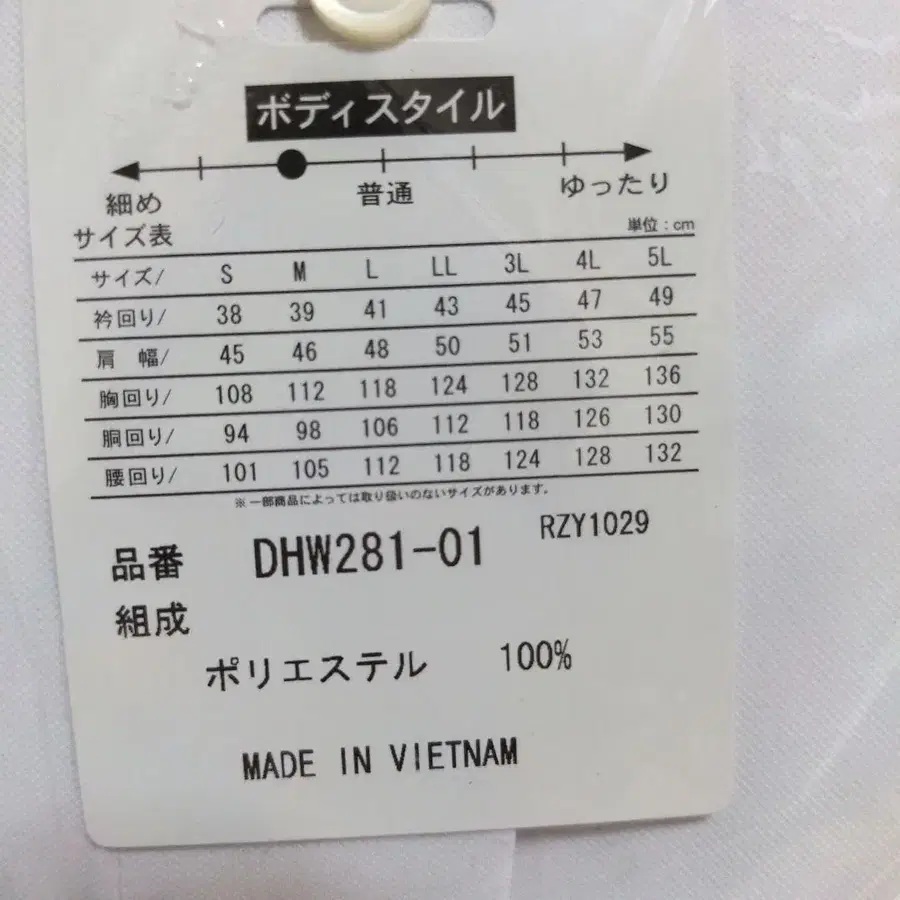 ボディスタイル
細め 普通 ゆったり
サイズ表 単位：cm
サイズ/ S M L LL 3L 4L 5L
衿回り/ 38 39 41 43 45 47 49
肩　幅/ 45 46 48 50 51 53 55
胸回り/ 108 112 118 124 128 132 136
胴回り/ 94 98 106 112 118 126 130
腰回り/ 101 105 112 118 124 128 132
※一部商品によっては取り扱いのないサイズがあります。
品番 DHW281-01 RZY1029
組成
ポリエステル 100%
MADE IN VIETNAM